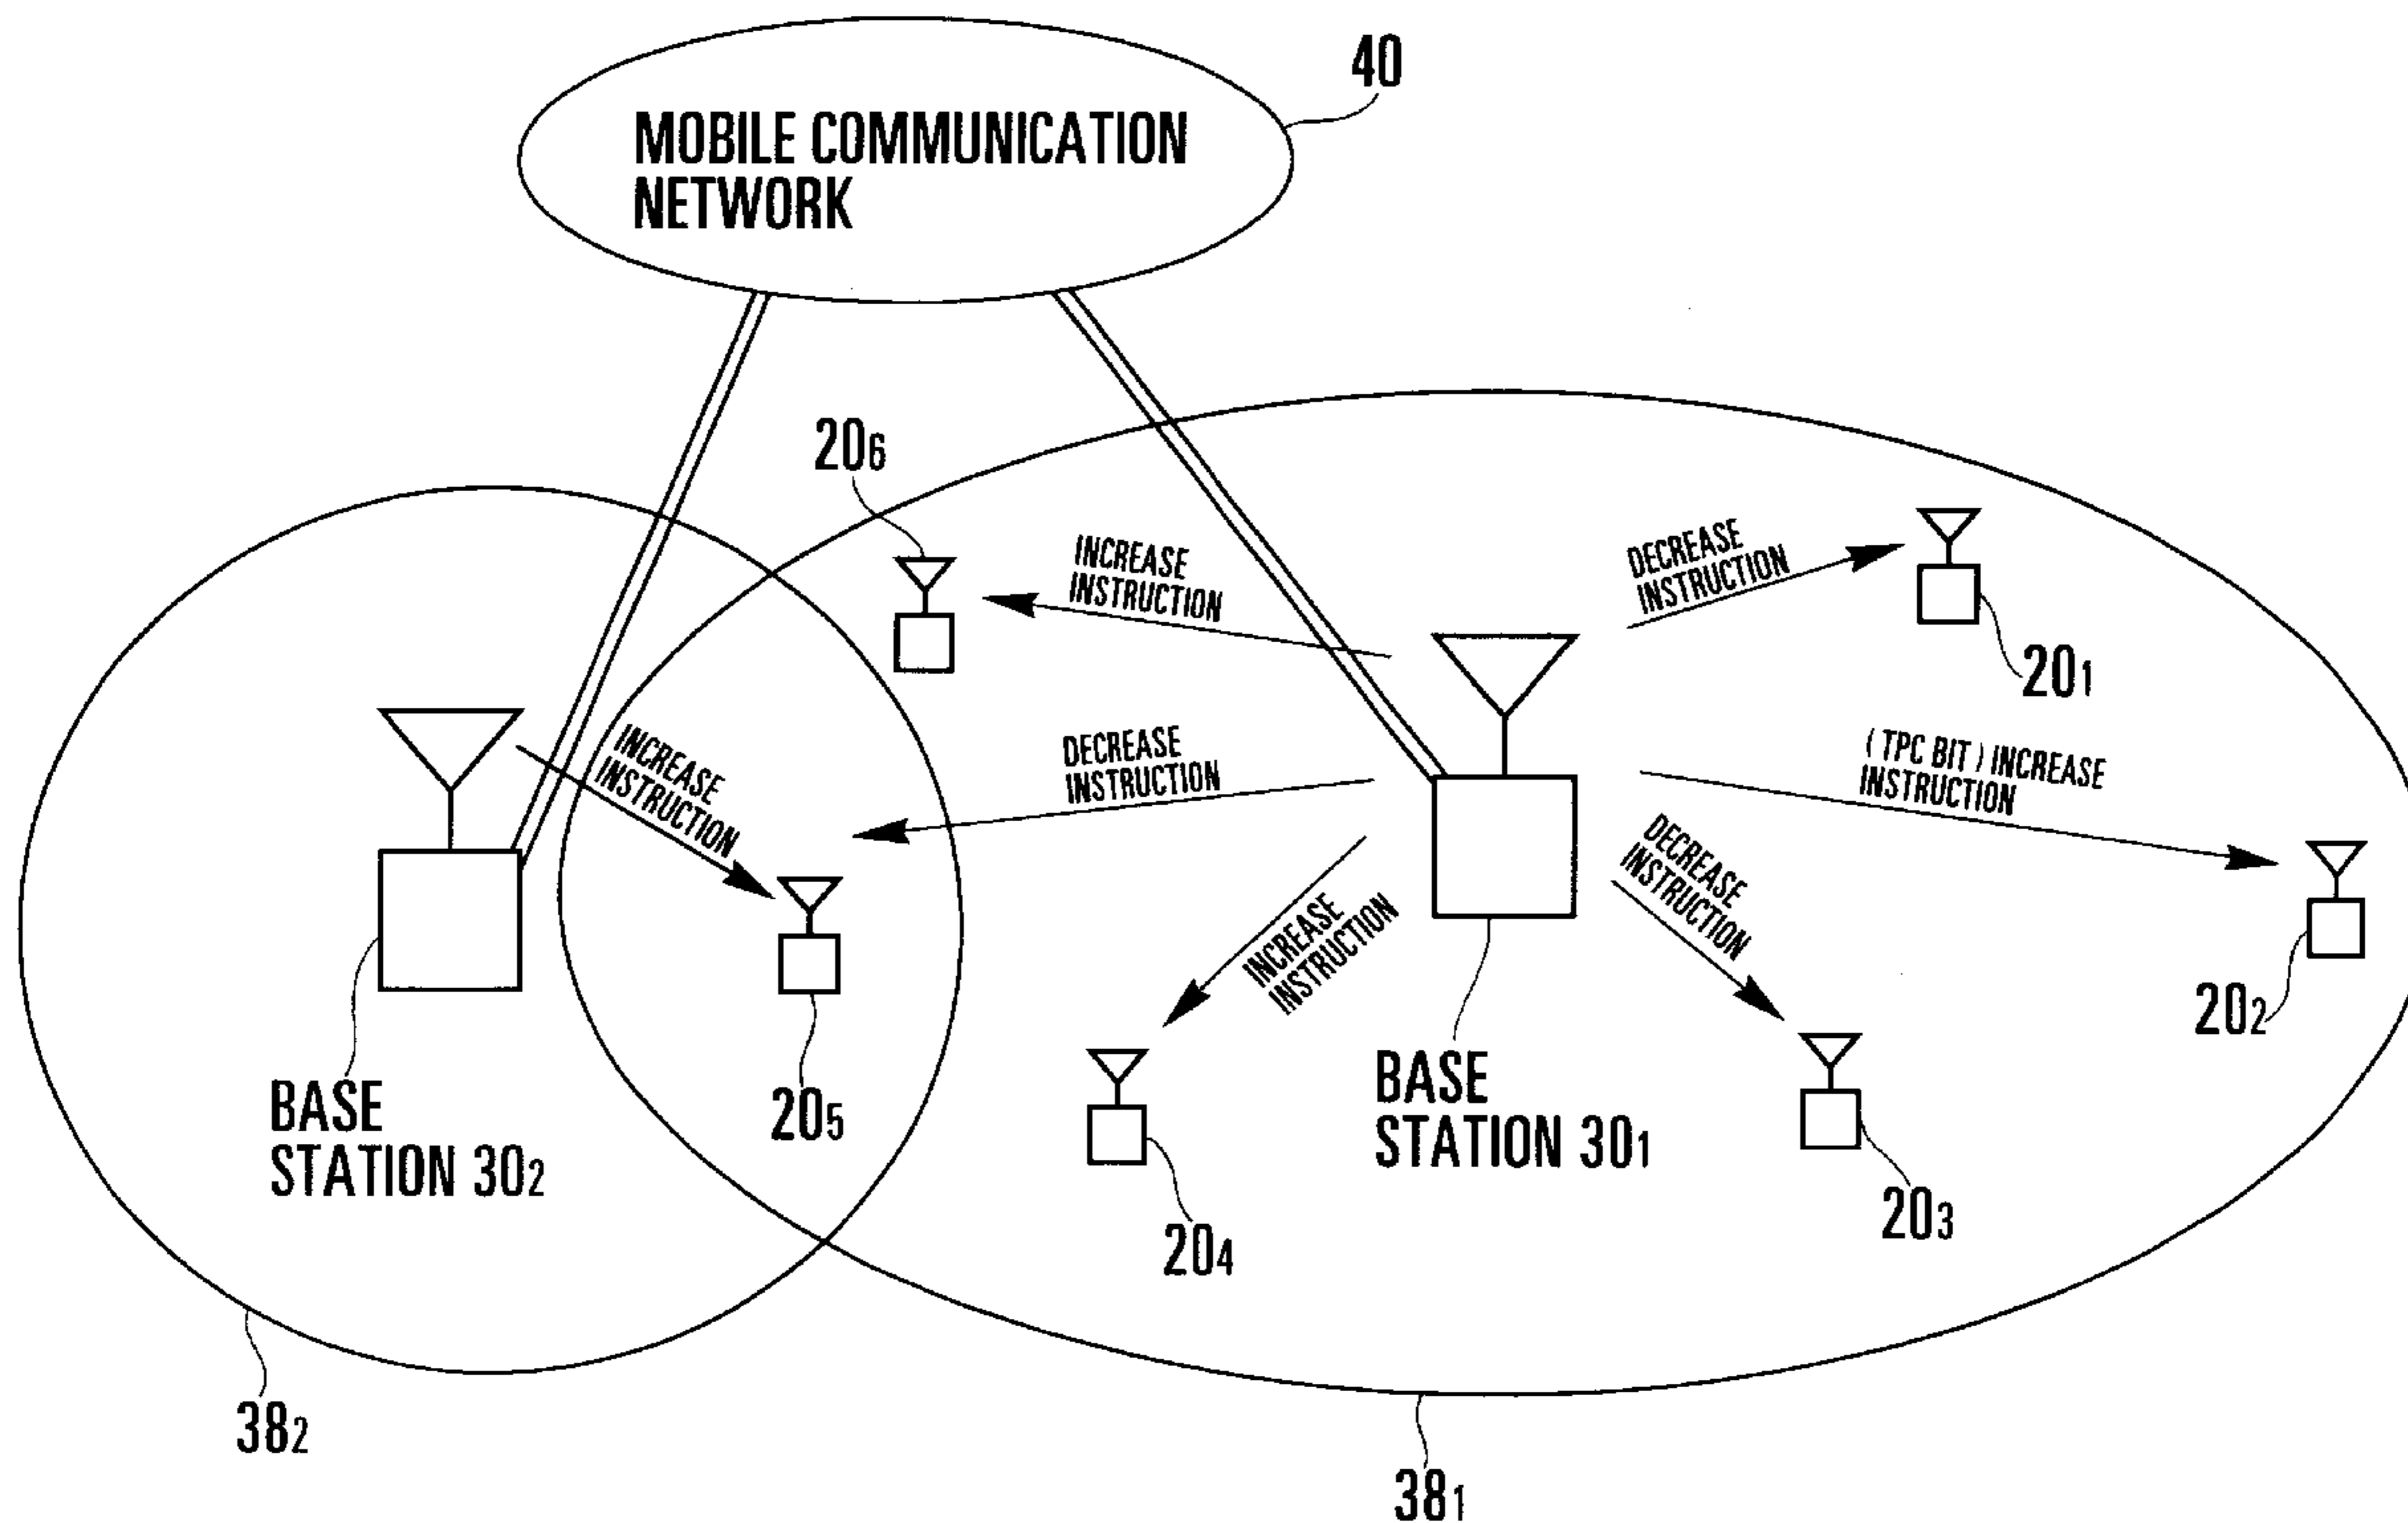 40
MOBILE COMMUNICATION
NETWORK
206
INCREASE
INSTRUCTION
DECREASE
INSTRUCTION
201
INCREASE
INSTRUCTION
DECREASE
INSTRUCTION
( TPC BIT ) INCREASE
INSTRUCTION
INCREASE
INSTRUCTION
DECREASE
INSTRUCTION
202
BASE
STATION 302
205
204
BASE
STATION 301
203
382
381